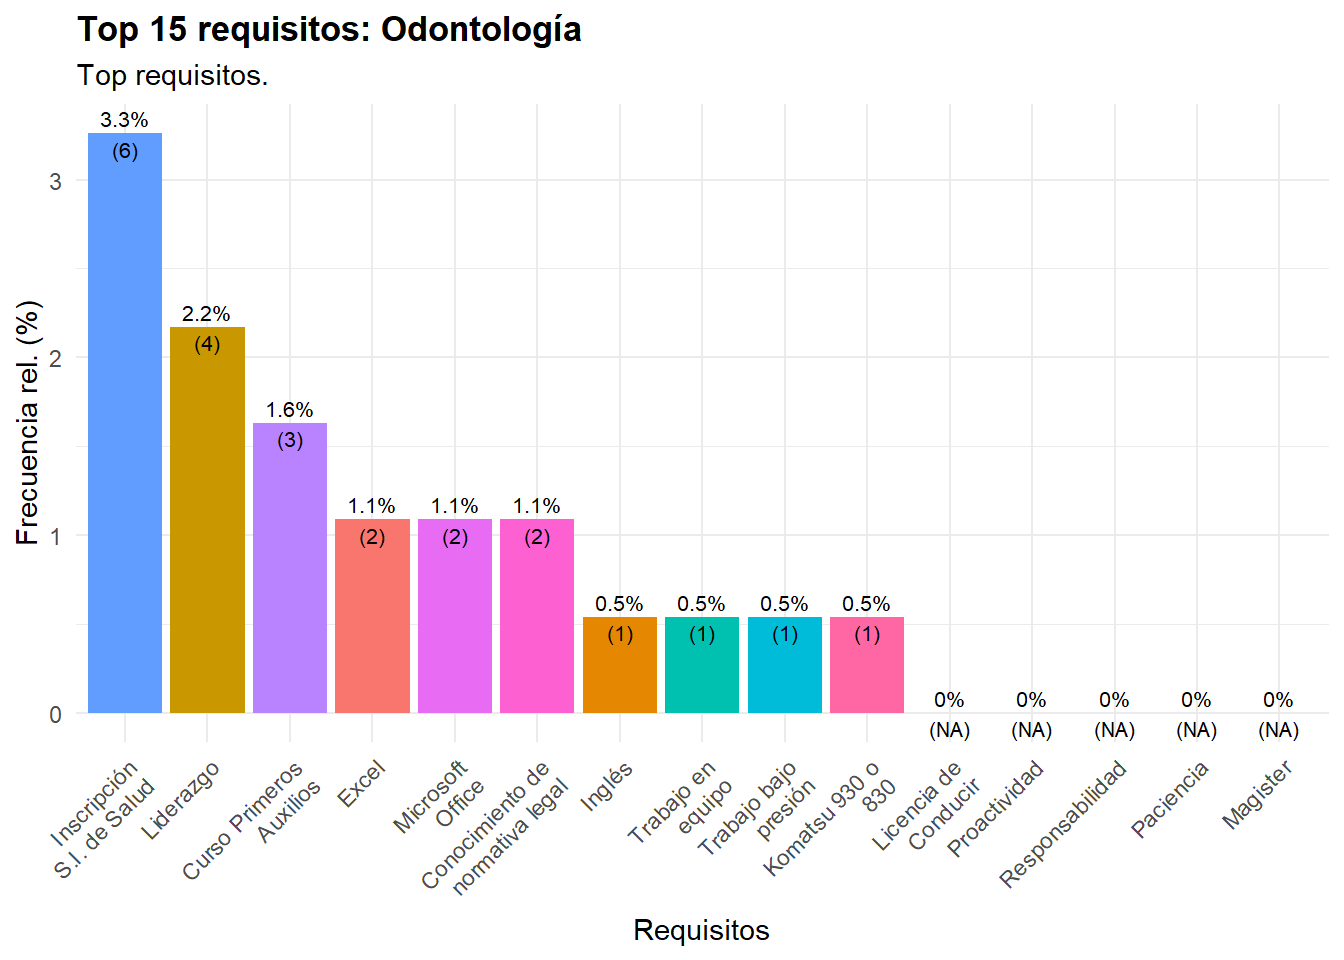 Top 15 requisitos: Odontología
Top requisitos.
Frecuencia rel. (%)
3
2
1
0
3.3%
(6)
2.2%
(4)
1.6%
(3)
1.1%
(2)
1.1%
(2)
1.1%
(2)
0.5%
(1)
0.5%
(1)
0.5%
(1)
0.5%
(1)
0%
(NA)
0%
(NA)
0%
(NA)
0%
(NA)
0%
(NA)
Inscripción
S.I. de Salud
Liderazgo
Curso Primeros
Auxilios
Excel
Microsoft
Office
Conocimiento de
normativa legal
Inglés
Trabajo en
equipo
Trabajo bajo
presión
Komatsu 930 o
830
Licencia de
Conducir
Proactividad
Responsabilidad
Paciencia
Magister
Requisitos